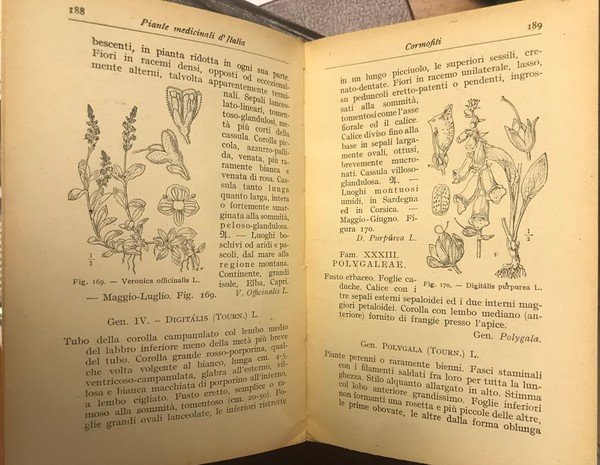 188
Piante medicinali d'Italia
bescenti, in pianta ridotta in ogni sua parte.
Fiori in racemi densi, opposti od eccezional-
mente alterni, talvolta apparentemente termi-
nali. Sepali lanceo-
lato-lineari, tomen-
toso-glandulosi, me-
tà più corti della
cassula. Corolla pic-
cola, azzurro-palli-
da, venata, più ra-
ramente bianca e
venata di rosa. Cas-
sula tanto lunga
quanto larga, intera
o fortemente smar-
ginata alla sommità,
peloso-glandulosa.
♃. — Luoghi bo-
schivi od aridi e pa-
scoli, dal mare alla
regione montana.
Continente, grandi
isole, Elba, Capri.
V. Officinalis L.
1/3
Fig. 169. — Veronica officinalis L.
— Maggio-Luglio. Fig. 169.
Gen. IV. – DIGITÁLIS (TOURN.) L.
Tubo della corolla campanulato col lembo medio
del labbro inferiore meno della metà più breve
del tubo. Corolla grande rosso-porporina, qual-
che volta volgente al bianco, lunga cm. 4-5,
ventricoso-campanulata, glabra all'esterno, vil-
losa e bianca macchiata di porporino all'interno,
a lembo cigliato. Fusto eretto, semplice o ra-
moso alla sommità, tomentoso (cm. 20-50). Fo-
glie grandi ovali lanceolate, le inferiori ristrette
Cormofiti
189
in un lungo picciuolo, le superiori sessili, cre-
nato-dentate. Fiori in racemo unilaterale, lasso,
su peduncoli eretto-patenti o pendenti, ingros-
sati alla sommità,
tomentosi come l'asse
fiorale ed il calice.
Calice diviso fino alla
base in sepali larga-
mente ovali, ottusi,
brevemente mucro-
nati. Cassula villoso-
glandulosa. ♃. —
Luoghi montuosi
umidi, in Sardegna
ed in Corsica. —
Maggio-Giugno. Fi-
gura 170.
D. Purpúrea L.
1/3
Fig. 170. — Digitális purpurea L.
Fam. XXXIII.
POLYGALEAE.
Fusto erbaceo. Foglie ca-
duche. Calice con i
tre sepali esterni sepaloidei ed i due interni mag-
giori petaloidei. Corolla con lembo mediano (an-
teriore) fornito di frangie presso l'apice.
Gen. Polygala.
Gen. POLYGALA (TOURN.) L.
Piante perenni o raramente bienni. Fasci staminali
con i filamenti saldati fra loro per tutta la lun-
ghezza. Stilo alquanto allargato in alto. Stimma
col lobo anteriore grandissimo. Foglie inferiori
non formanti una rosetta e più piccole delle altre,
le prime obovate, le altre dalla forma oblunga